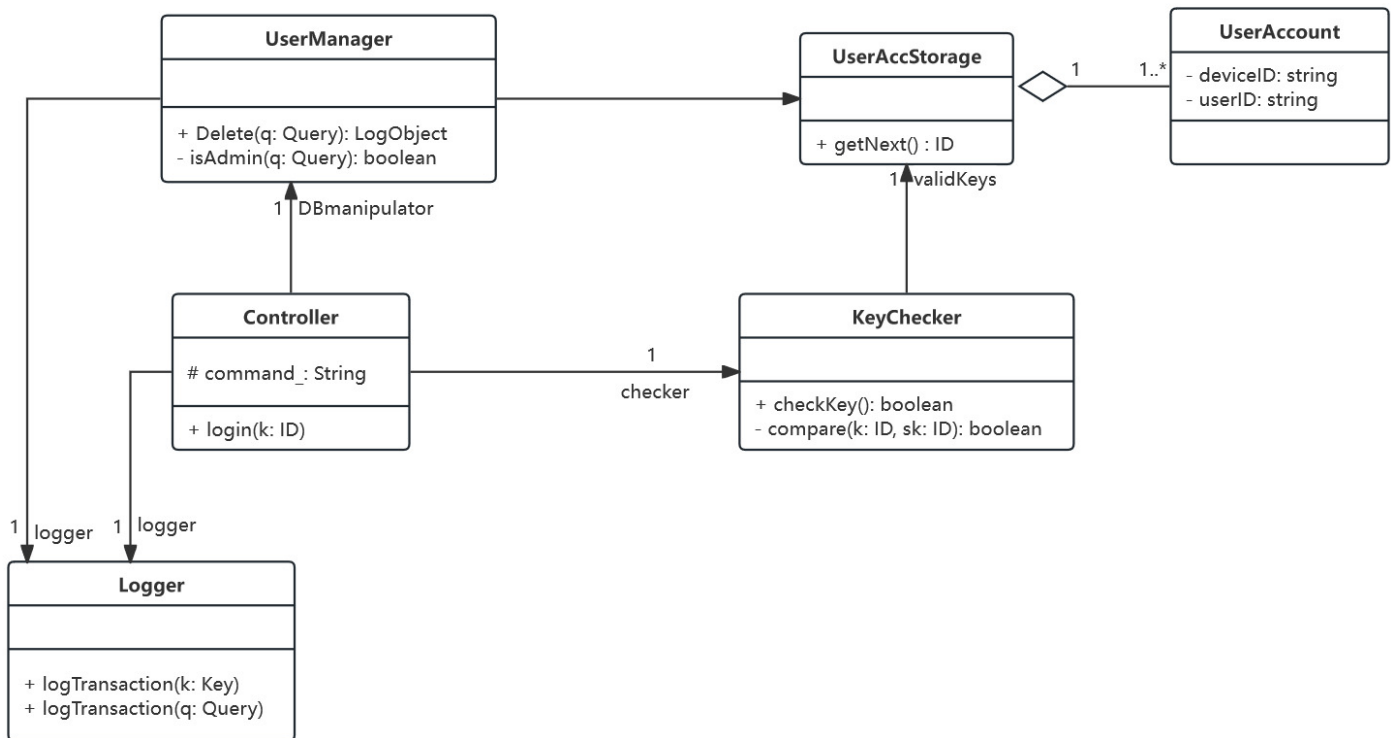 UserManager
+ Delete(q: Query): LogObject
- isAdmin(q: Query): boolean
UserAccStorage
+ getNext() : ID
1
1..*
UserAccount
- deviceID: string
- userID: string
1 DBmanipulator
1 validKeys
Controller
# command_: String
+ login(k: ID)
1
checker
KeyChecker
+ checkKey(): boolean
- compare(k: ID, sk: ID): boolean
1 logger
1 logger
Logger
+ logTransaction(k: Key)
+ logTransaction(q: Query)